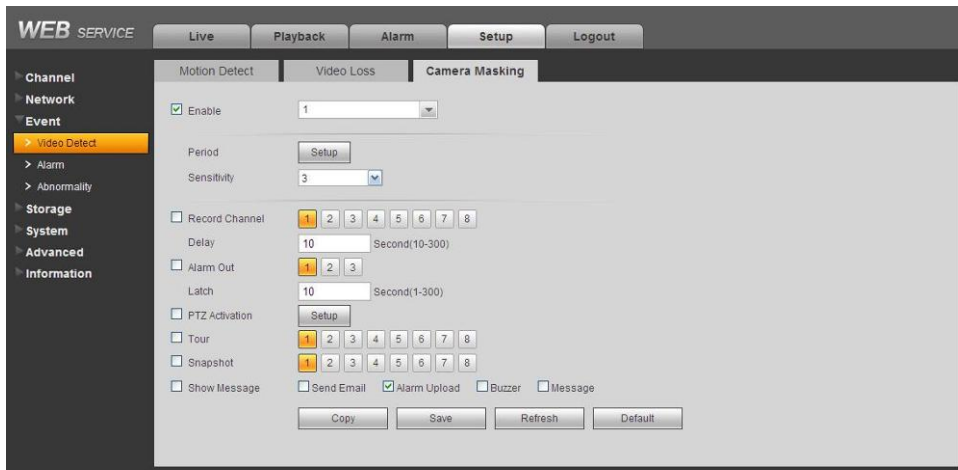 WEB SERVICE
Live Playback Alarm Setup Logout
Motion Detect Video Loss Camera Masking
Channel
Network
Event
> Video Detect
> Alarm
> Abnormality
Storage
System
Advanced
Information
Enable 1
Period Setup
Sensitivity 3
Record Channel 1 2 3 4 5 6 7 8
Delay 10 Second(10-300)
Alarm Out 1 2 3
Latch 10 Second(1-300)
PTZ Activation Setup
Tour 1 2 3 4 5 6 7 8
Snapshot 1 2 3 4 5 6 7 8
Show Message Send Email Alarm Upload Buzzer Message
Copy Save Refresh Default